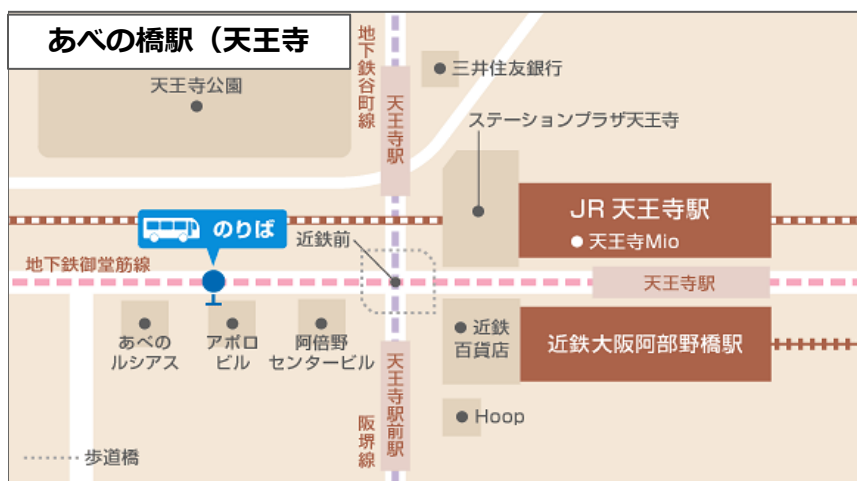 あべの橋駅（天王寺
地下鉄谷町線
天王寺駅
三井住友銀行
天王寺公園
ステーションプラザ天王寺
JR 天王寺駅
天王寺Mio
のりば
近鉄前
地下鉄御堂筋線
天王寺駅
あべの
ルシアス
アポロ
ビル
阿倍野
センタービル
近鉄
百貨店
近鉄大阪阿部野橋駅
天王寺駅前駅
阪堺線
Hoop
歩道橋